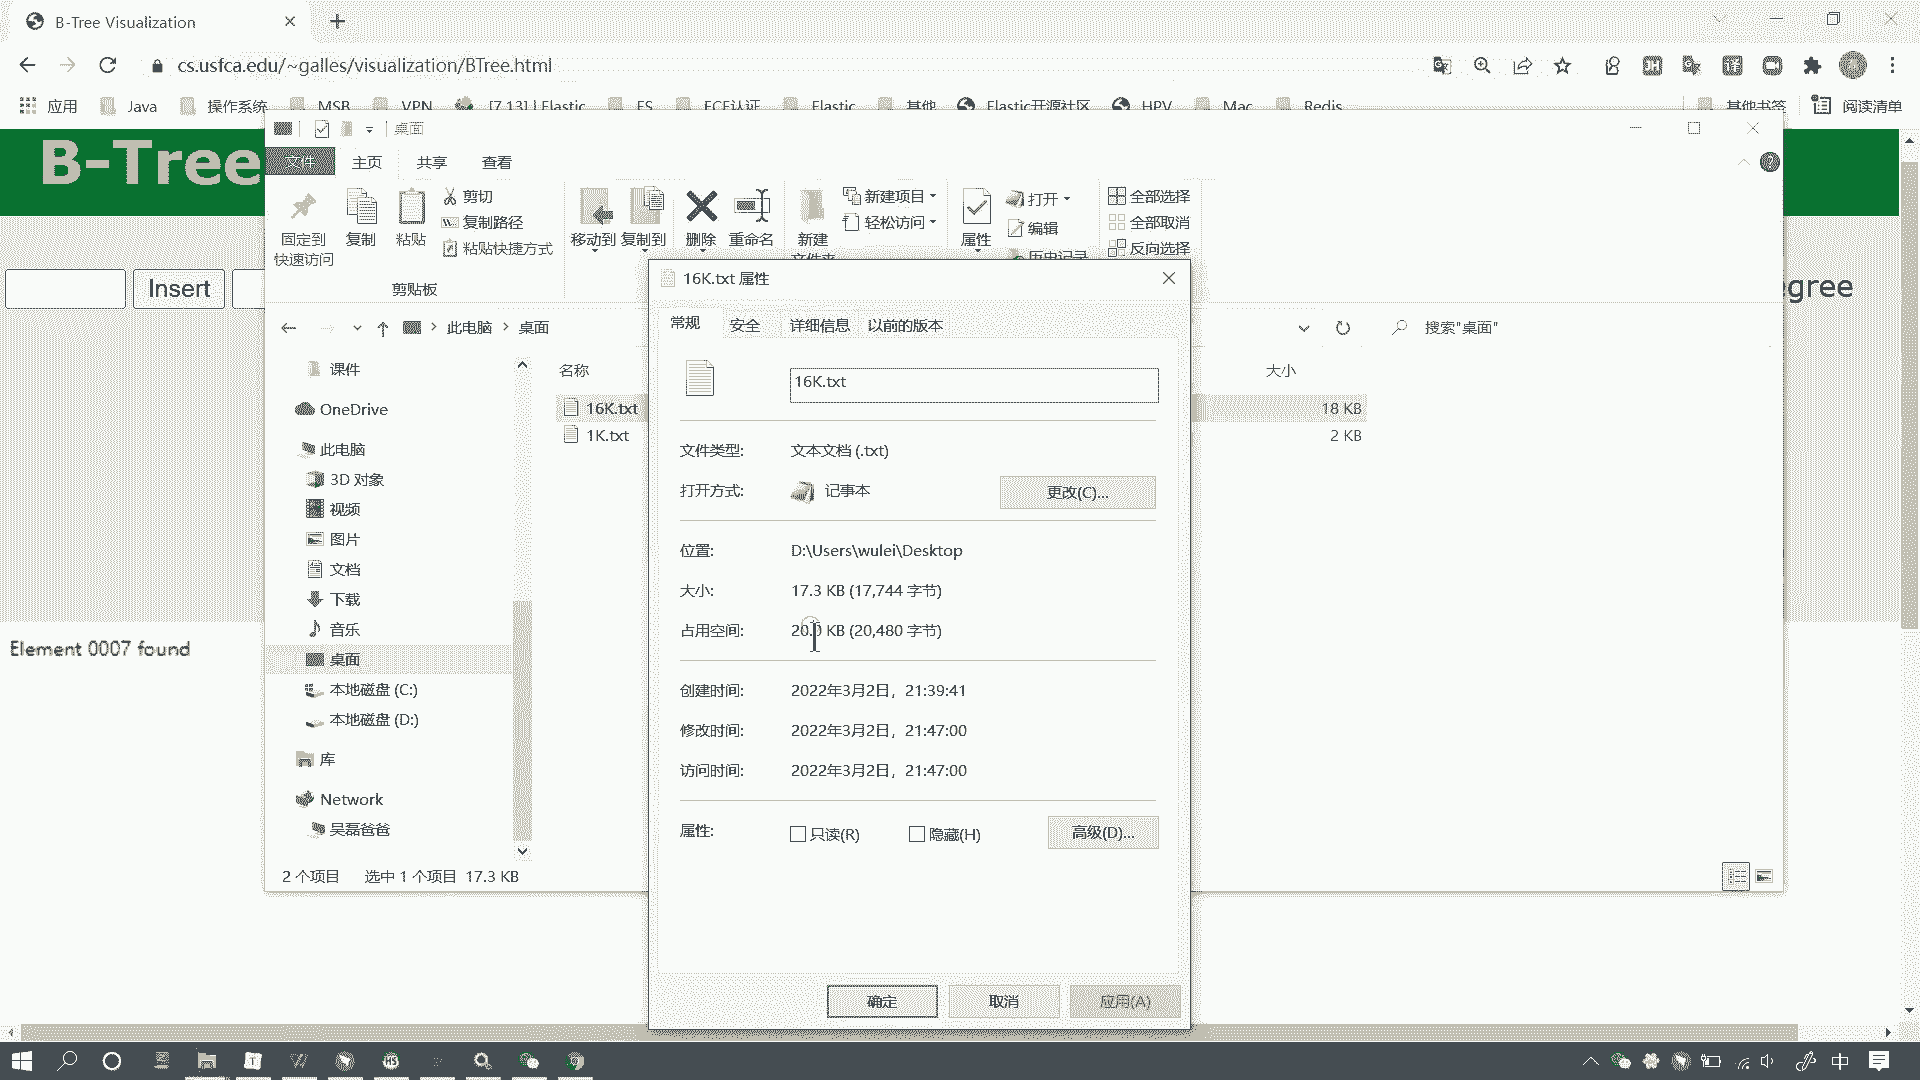 B-Tree Visualization
cs.usfca.edu/~galles/visualization/BTree.html
应用 Java 操作系统 MSB VPN [7.13] | Elastic ES ECE认证 Elastic 其他 Elastic开源社区 HPV Mac Redis 其他书签 阅读清单
B-Tree
桌面
文件 主页 共享 查看
固定到快速访问
复制
粘贴
剪切
复制路径
粘贴快捷方式
剪贴板
移动到 复制到 删除 重命名
新建文件夹
新建项目
轻松访问
属性
打开
编辑
历史记录
全部选择
全部取消
反向选择
Insert
egree
此电脑 桌面
搜索"桌面"
课件
OneDrive
此电脑
3D 对象
视频
图片
文档
下载
音乐
桌面
本地磁盘 (C:)
本地磁盘 (D:)
库
Network
吴磊爸爸
名称 大小
16K.txt 18 KB
1K.txt 2 KB
2 个项目 选中 1 个项目 17.3 KB
16K.txt 属性
常规 安全 详细信息 以前的版本
16K.txt
文件类型: 文本文档 (.txt)
打开方式: 记事本 更改(C)...
位置: D:\Users\wulei\Desktop
大小: 17.3 KB (17,744 字节)
占用空间: 20.0 KB (20,480 字节)
创建时间: 2022年3月2日，21:39:41
修改时间: 2022年3月2日，21:47:00
访问时间: 2022年3月2日，21:47:00
属性: 只读(R) 隐藏(H) 高级(D)...
确定 取消 应用(A)
Element 0007 found
中